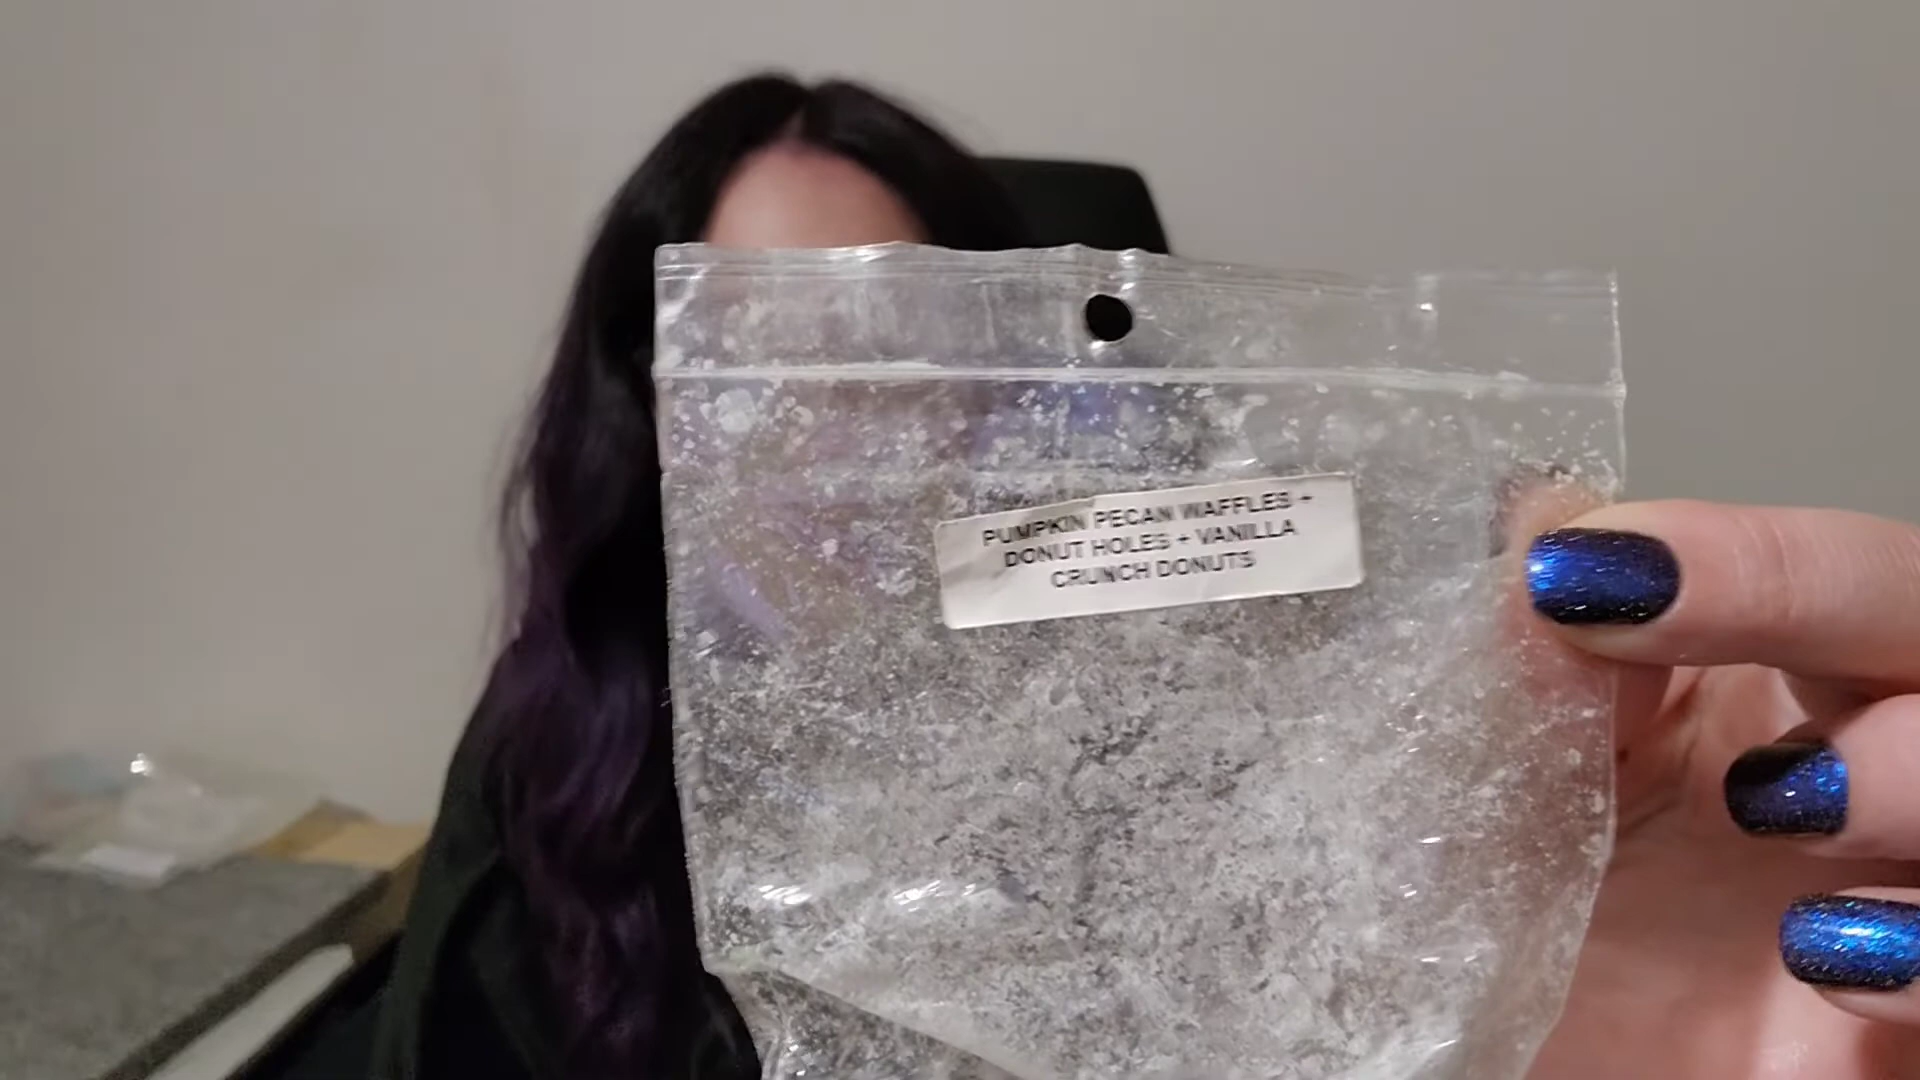 PUMPKIN PECAN WAFFLES +
DONUT HOLES + VANILLA
CRUNCH DONUTS